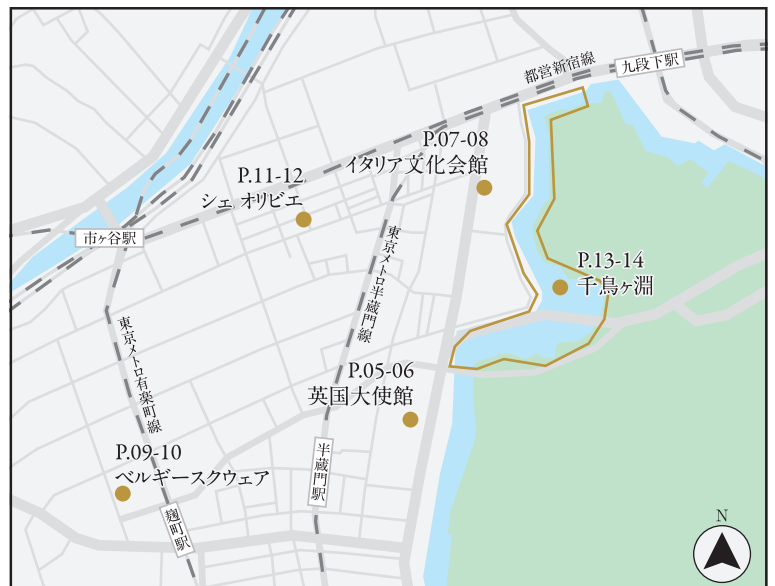 都営新宿線
九段下駅
P.07-08
イタリア文化会館
P.11-12
シェ オリビエ
市ヶ谷駅
東京メトロ半蔵門線
P.13-14
千鳥ヶ淵
東京メトロ有楽町線
P.05-06
英国大使館
P.09-10
ベルギースクウェア
半蔵門駅
麹町駅
N